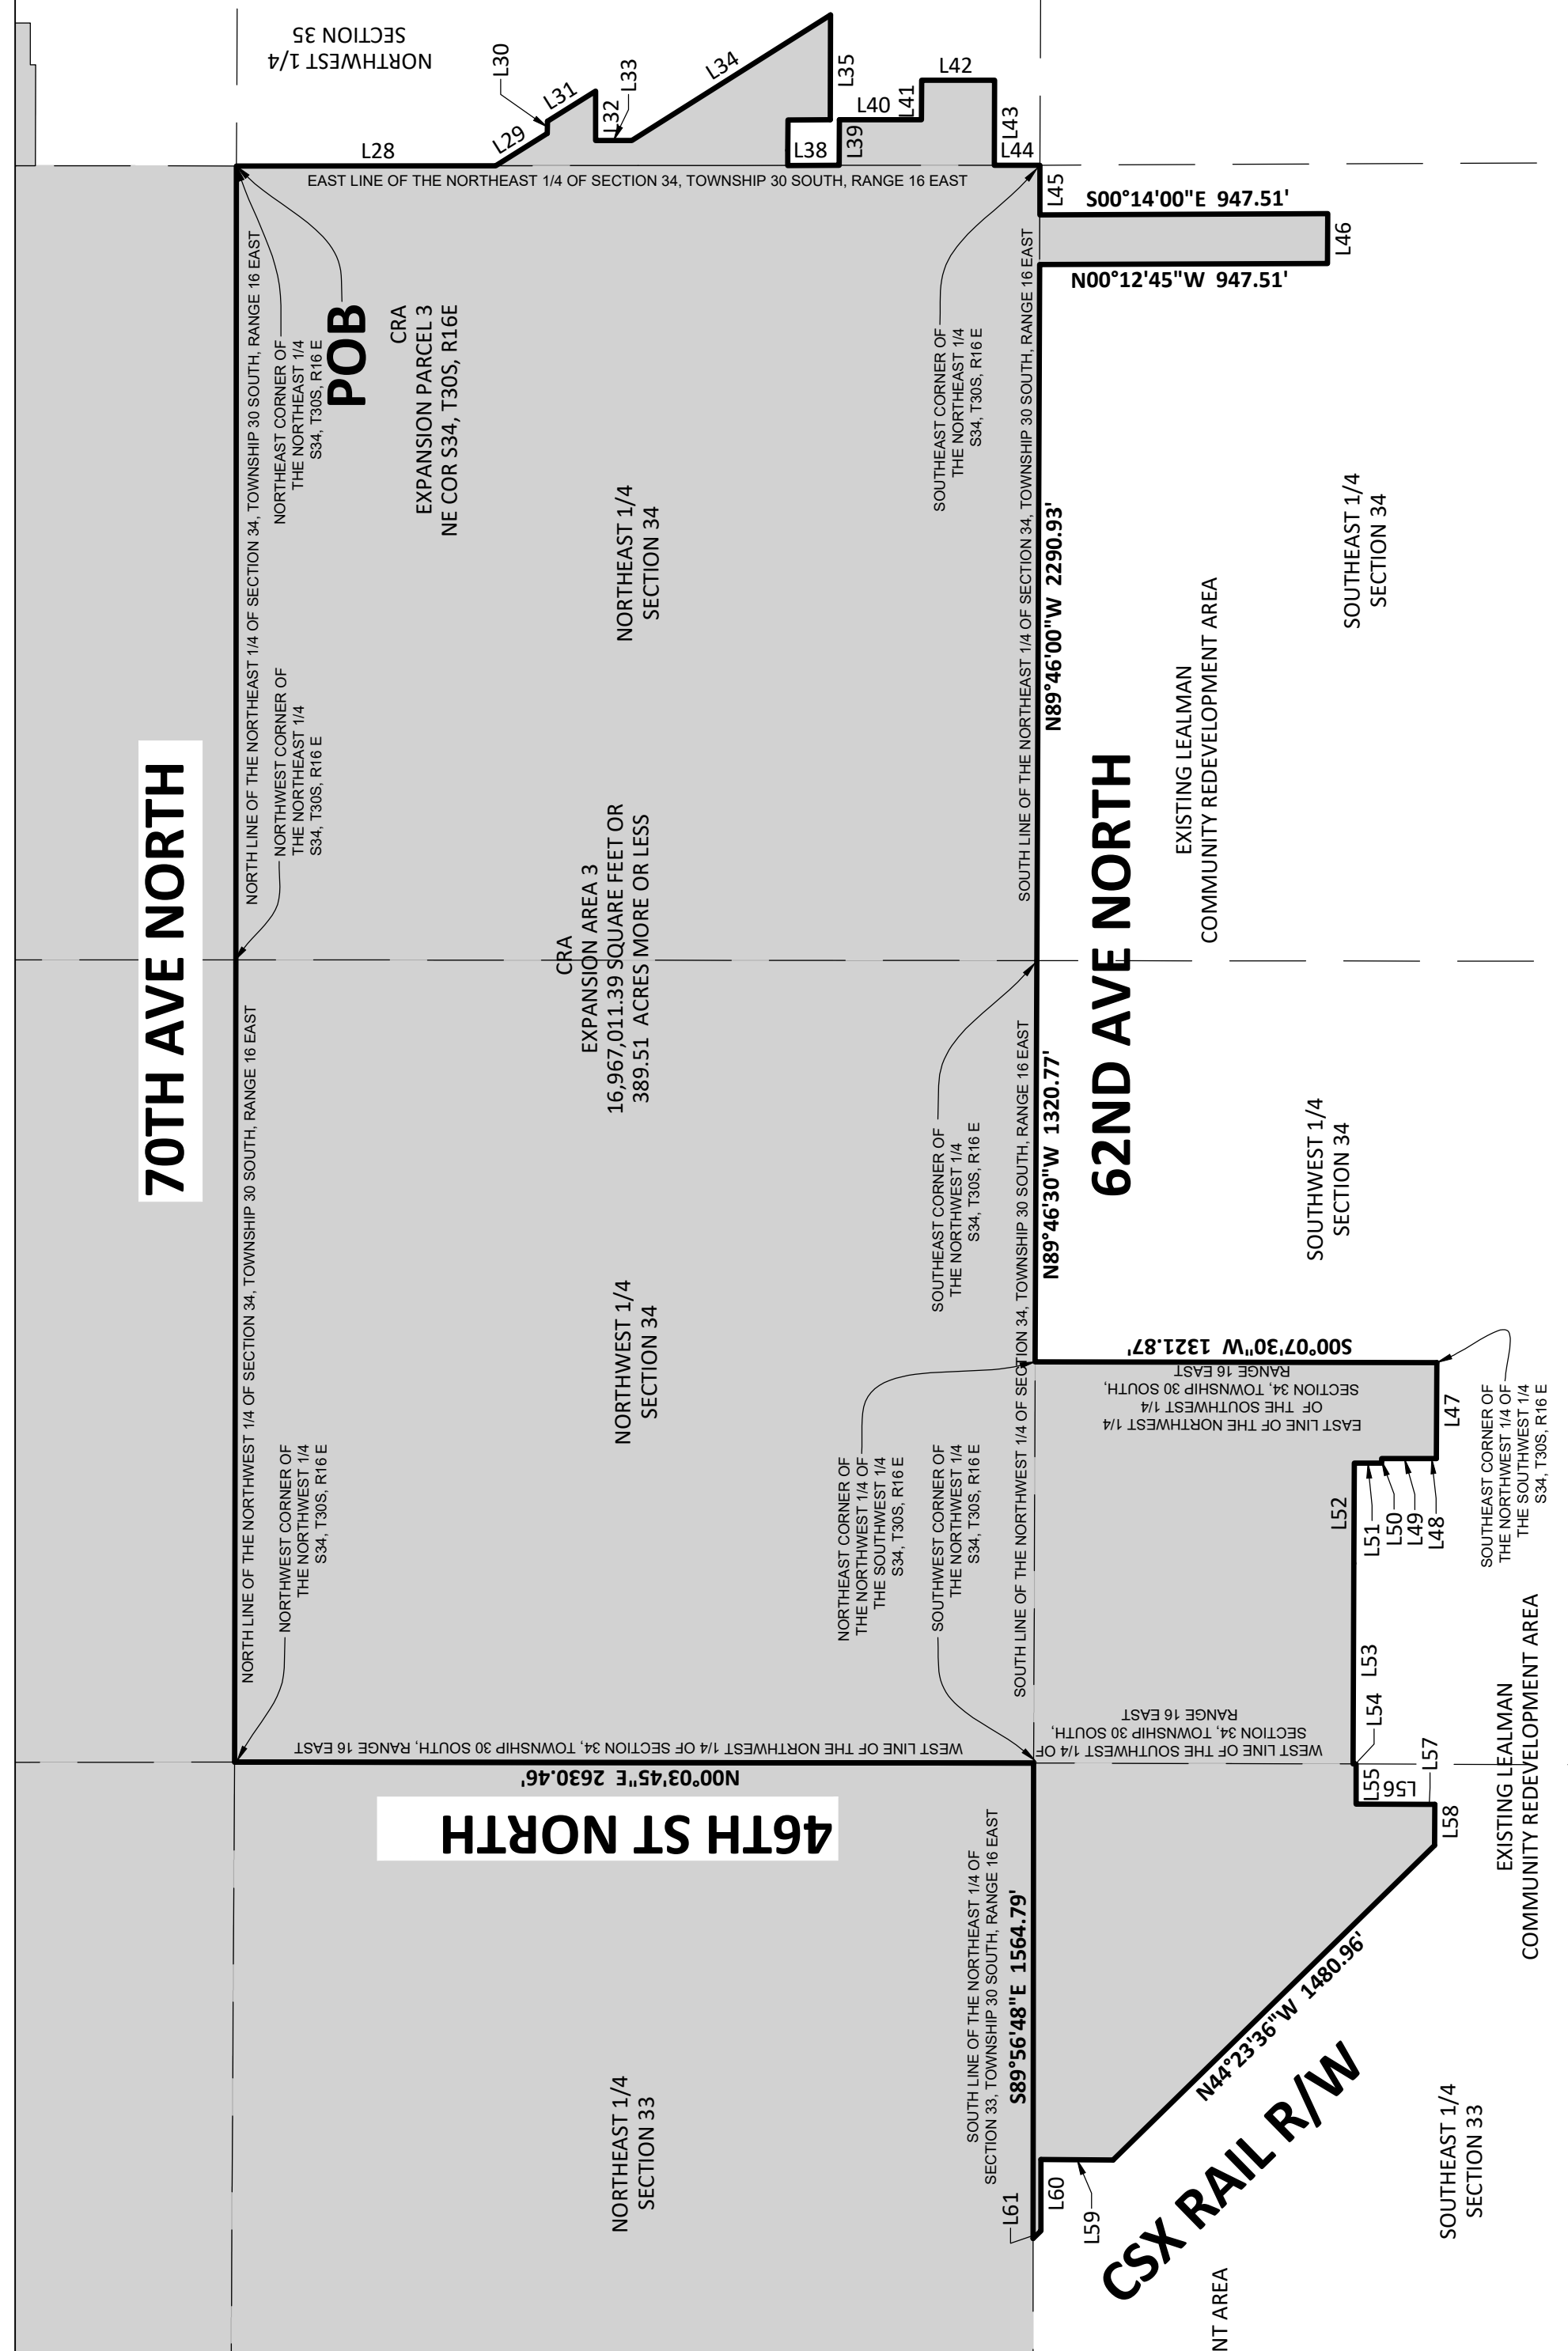 NORTHWEST 1/4
SECTION 35
L28
L29
L30
L31
L32
L33
L34
L35
L38
L39
L40
L41
L42
L43
L44
EAST LINE OF THE NORTHEAST 1/4 OF SECTION 34, TOWNSHIP 30 SOUTH, RANGE 16 EAST
L45
S00°14'00"E 947.51'
L46
N00°12'45"W 947.51'
70TH AVE NORTH
NORTH LINE OF THE NORTHEAST 1/4 OF SECTION 34, TOWNSHIP 30 SOUTH, RANGE 16 EAST
NORTHEAST CORNER OF
THE NORTHEAST 1/4
S34, T30S, R16 E
POB
CRA
EXPANSION PARCEL 3
NE COR S34, T30S, R16E
NORTHWEST CORNER OF
THE NORTHEAST 1/4
S34, T30S, R16 E
NORTHEAST 1/4
SECTION 34
CRA
EXPANSION AREA 3
16,967,011.39 SQUARE FEET OR
389.51 ACRES MORE OR LESS
SOUTHEAST CORNER OF
THE NORTHEAST 1/4
S34, T30S, R16 E
SOUTH LINE OF THE NORTHEAST 1/4 OF SECTION 34, TOWNSHIP 30 SOUTH, RANGE 16 EAST
N89°46'00"W 2290.93'
62ND AVE NORTH
EXISTING LEALMAN
COMMUNITY REDEVELOPMENT AREA
SOUTHEAST 1/4
SECTION 34
NORTH LINE OF THE NORTHWEST 1/4 OF SECTION 34, TOWNSHIP 30 SOUTH, RANGE 16 EAST
NORTHWEST CORNER OF
THE NORTHWEST 1/4
S34, T30S, R16 E
NORTHWEST 1/4
SECTION 34
SOUTHEAST CORNER OF
THE NORTHWEST 1/4
S34, T30S, R16 E
SOUTH LINE OF THE NORTHWEST 1/4 OF SECTION 34, TOWNSHIP 30 SOUTH, RANGE 16 EAST
N89°46'30"W 1320.77'
SOUTHWEST 1/4
SECTION 34
NORTHEAST CORNER OF
THE NORTHWEST 1/4 OF
THE SOUTHWEST 1/4
S34, T30S, R16 E
SOUTHWEST CORNER OF
THE NORTHWEST 1/4
S34, T30S, R16 E
S00°07'30"W 1321.87'
EAST LINE OF THE NORTHWEST 1/4
OF THE SOUTHWEST 1/4
SECTION 34, TOWNSHIP 30 SOUTH,
RANGE 16 EAST
L47
SOUTHEAST CORNER OF
THE NORTHWEST 1/4 OF
THE SOUTHWEST 1/4
S34, T30S, R16 E
L48
L49
L50
L51
L52
L53
L54
L55
L56
L57
L58
WEST LINE OF THE SOUTHWEST 1/4 OF
SECTION 34, TOWNSHIP 30 SOUTH,
RANGE 16 EAST
EXISTING LEALMAN
COMMUNITY REDEVELOPMENT AREA
WEST LINE OF THE NORTHWEST 1/4 OF SECTION 34, TOWNSHIP 30 SOUTH, RANGE 16 EAST
N00°03'45"E 2630.46'
46TH ST NORTH
SOUTH LINE OF THE NORTHEAST 1/4 OF
SECTION 33, TOWNSHIP 30 SOUTH, RANGE 16 EAST
S89°56'48"E 1564.79'
NORTHEAST 1/4
SECTION 33
N44°23'36"W 1480.96'
CSX RAIL R/W
L59
L60
L61
SOUTHEAST 1/4
SECTION 33
NT AREA